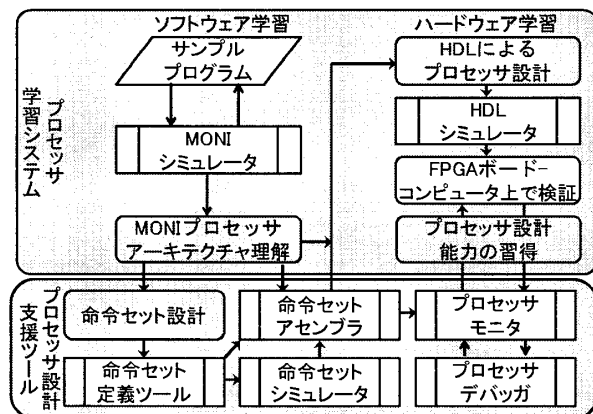 ソフトウェア学習
ハードウェア学習
サンプル
プログラム
MONI
シミュレータ
MONIプロセッサ
アーキテクチャ理解
HDLによる
プロセッサ設計
HDL
シミュレータ
FPGAボード-
コンピュータ上で検証
プロセッサ設計
能力の習得
プロセッサ
学習システム
プロセッサ設計
支援ツール
命令セット設計
命令セット
定義ツール
命令セット
アセンブラ
命令セット
シミュレータ
プロセッサ
モニタ
プロセッサ
デバッガ